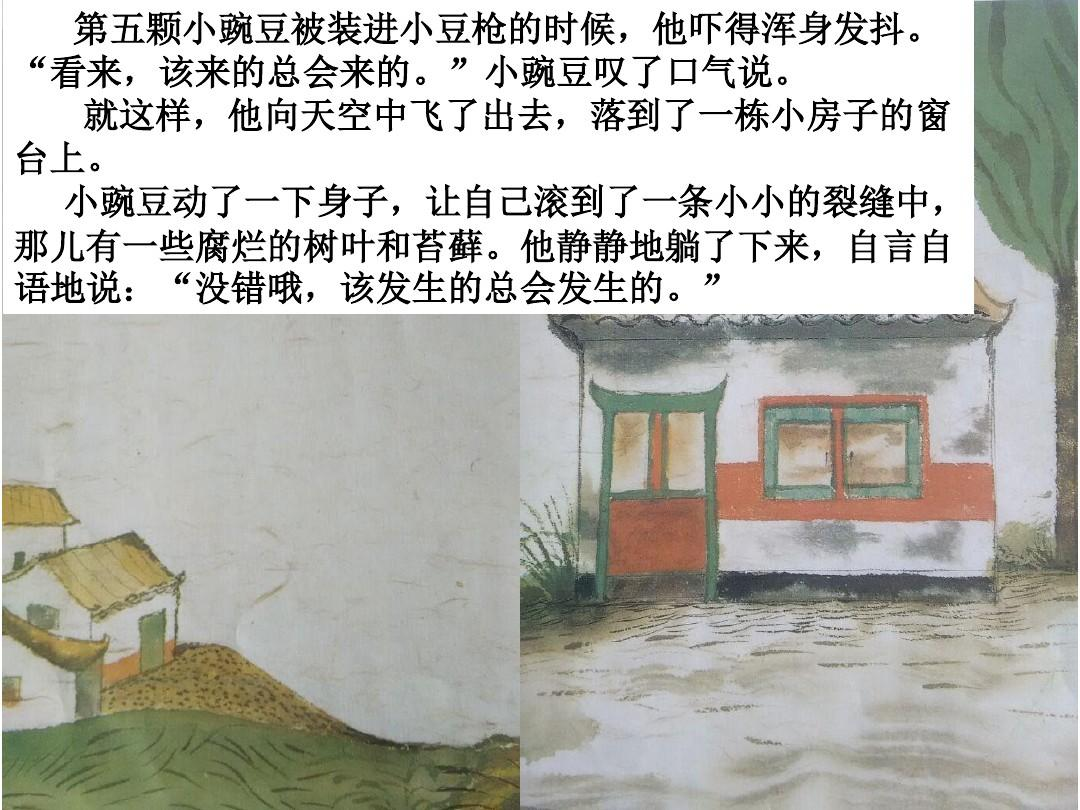 第五颗小豌豆被装进小豆枪的时候，他吓得浑身发抖。
“看来，该来的总会来的。”小豌豆叹了口气说。
就这样，他向天空中飞了出去，落到了一栋小房子的窗
台上。
小豌豆动了一下身子，让自己滚到了一条小小的裂缝中，
那儿有一些腐烂的树叶和苔藓。他静静地躺了下来，自言自
语地说：“没错哦，该发生的总会发生的。”